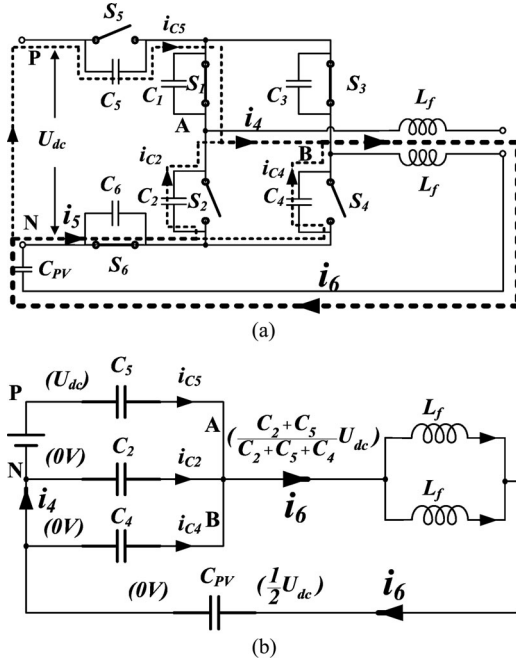 S5
P
iC5
C5
C1
S1
C3
S3
Lf
Udc
A
i4
B
Lf
C6
iC2
iC4
N
i5
C2
S2
C4
S4
CPV
S6
i6
(a)
P
(Udc)
C5
iC5
A
(C2+C5/C2+C5+C4 Udc)
Lf
N
(0V)
C2
iC2
i4
B
i6
Lf
(0V)
C4
iC4
(0V)
CPV
(1/2 Udc)
i6
(b)